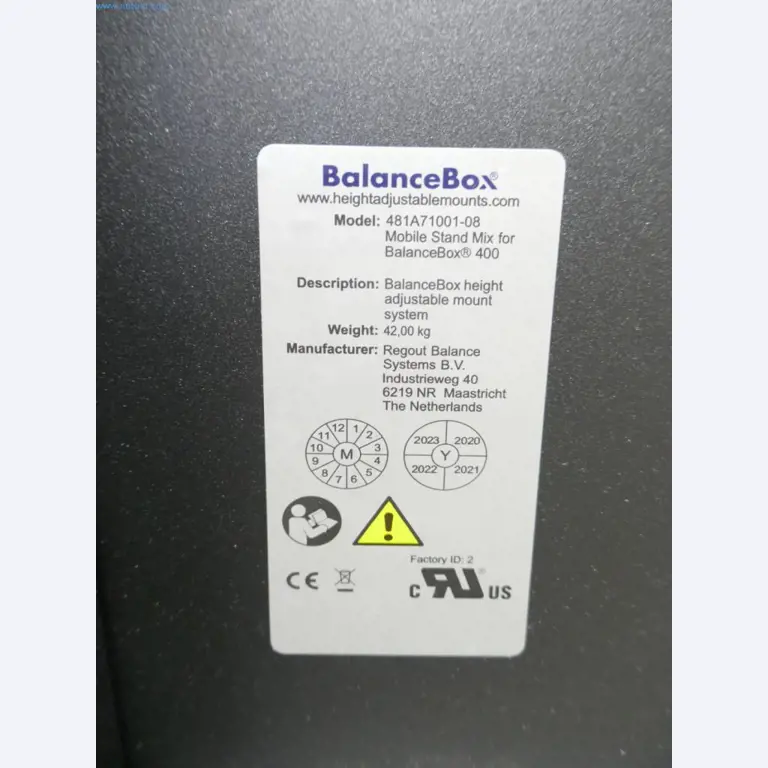 BalanceBox®
www.heightadjustablemounts.com
Model: 481A71001-08
Mobile Stand Mix for
BalanceBox® 400
Description: BalanceBox height
adjustable mount
system
Weight: 42,00 kg
Manufacturer: Regout Balance
Systems B.V.
Industrieweg 40
6219 NR Maastricht
The Netherlands
12 1 2 3 4 5 6 7 8 9 10 11
M
2023 2020
Y
2022 2021
!
Factory ID: 2
CE
C RU® US